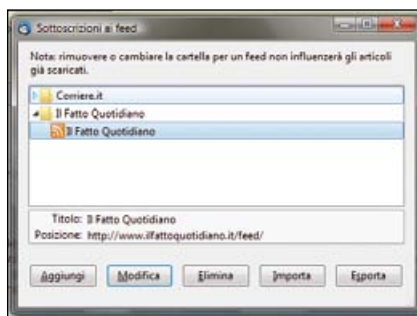 Sottoscrizioni ai feed
Nota: rimuovere o cambiare la cartella per un feed non influenzerà gli articoli
già scaricati.
Corriere.it
Il Fatto Quotidiano
Il Fatto Quotidiano
Titolo: Il Fatto Quotidiano
Posizione: http://www.ilfattoquotidiano.it/feed/
Aggiungi Modifica Elimina Importa Esporta